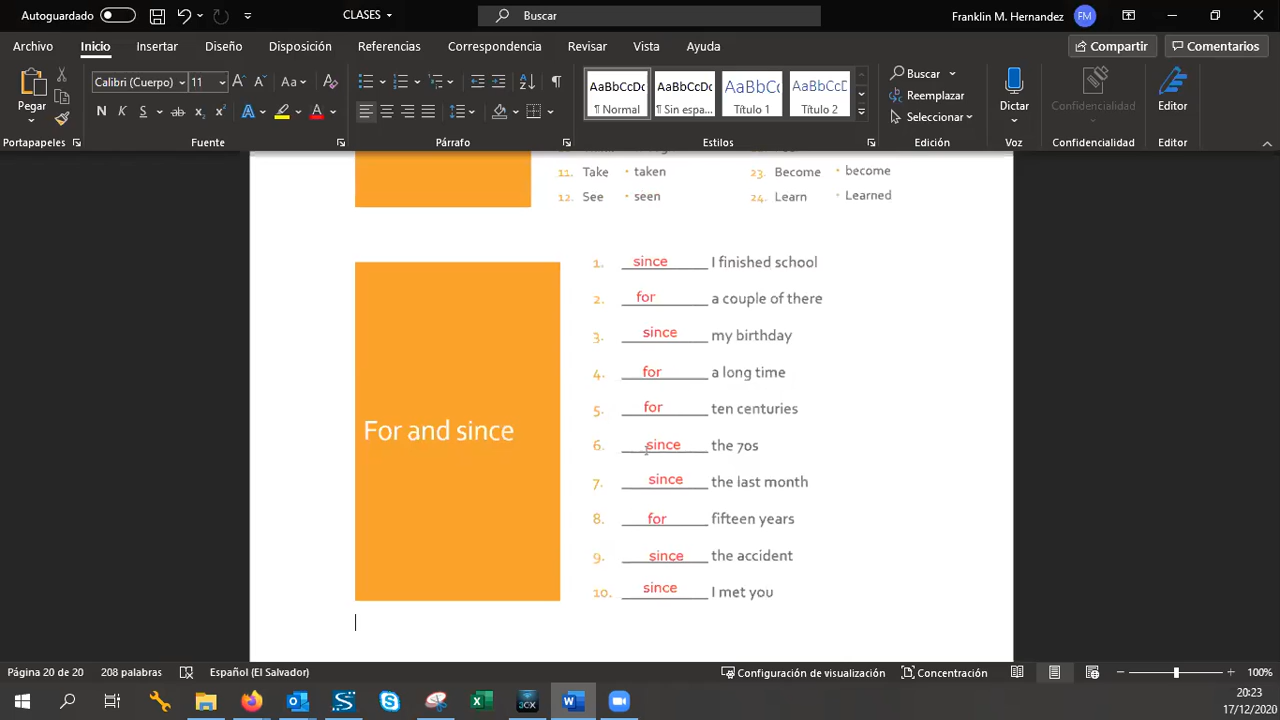 Autoguardado
CLASES
Buscar
Franklin M. Hernandez
FM
Archivo
Inicio
Insertar
Diseño
Disposición
Referencias
Correspondencia
Revisar
Vista
Ayuda
Compartir
Comentarios
Pegar
Portapapeles
Calibri (Cuerpo)
11
Fuente
Párrafo
AaBbCcDc
¶ Normal
AaBbCcDc
¶ Sin espa...
AaBbCc
Título 1
AaBbCcD
Título 2
Estilos
Buscar
Reemplazar
Seleccionar
Edición
Dictar
Voz
Confidencialidad
Confidencialidad
Editor
Editor
11. Take • taken
23. Become • become
12. See • seen
24. Learn • Learned
For and since
1. since I finished school
2. for a couple of there
3. since my birthday
4. for a long time
5. for ten centuries
6. since the 70s
7. since the last month
8. for fifteen years
9. since the accident
10. since I met you
Página 20 de 20
208 palabras
Español (El Salvador)
Configuración de visualización
Concentración
100%
20:23
17/12/2020